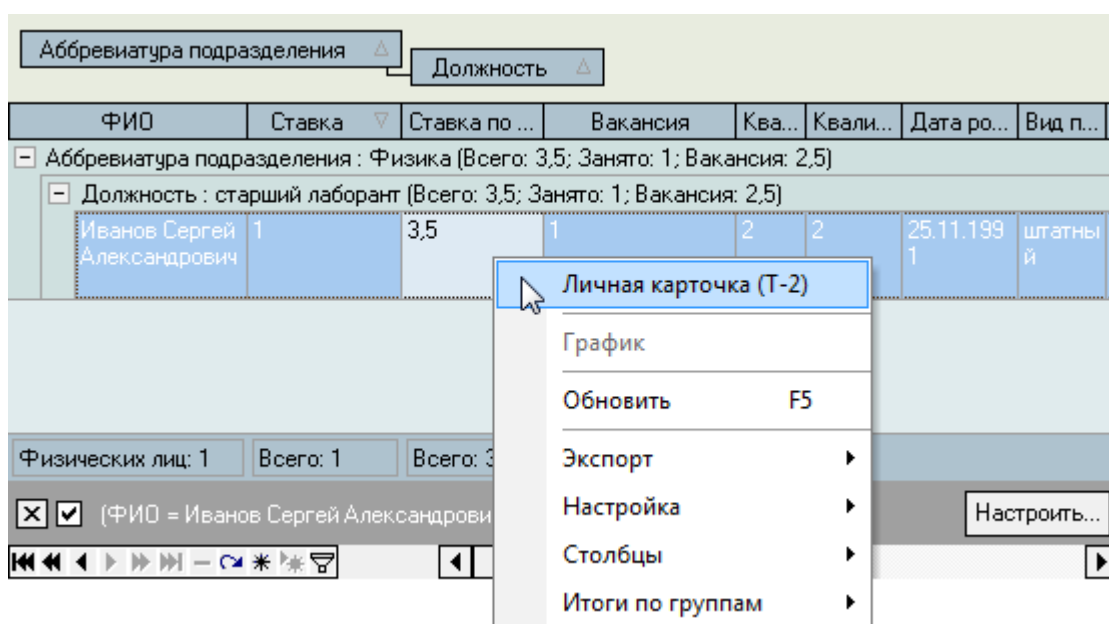 Аббревиатура подразделения
Должность
ФИО Ставка Ставка по ... Вакансия Ква... Квали... Дата ро... Вид п...
Аббревиатура подразделения : Физика (Всего: 3,5; Занято: 1; Вакансия: 2,5)
Должность : старший лаборант (Всего: 3,5; Занято: 1; Вакансия: 2,5)
Иванов Сергей 1 3,5 1 2 2 25.11.199 штатны
Александрович 1 й
Личная карточка (Т-2)
График
Обновить F5
Экспорт
Настройка
Столбцы
Итоги по группам
Физических лиц: 1 Всего: 1 Всего: 3
(ФИО = Иванов Сергей Александрови
Настроить...